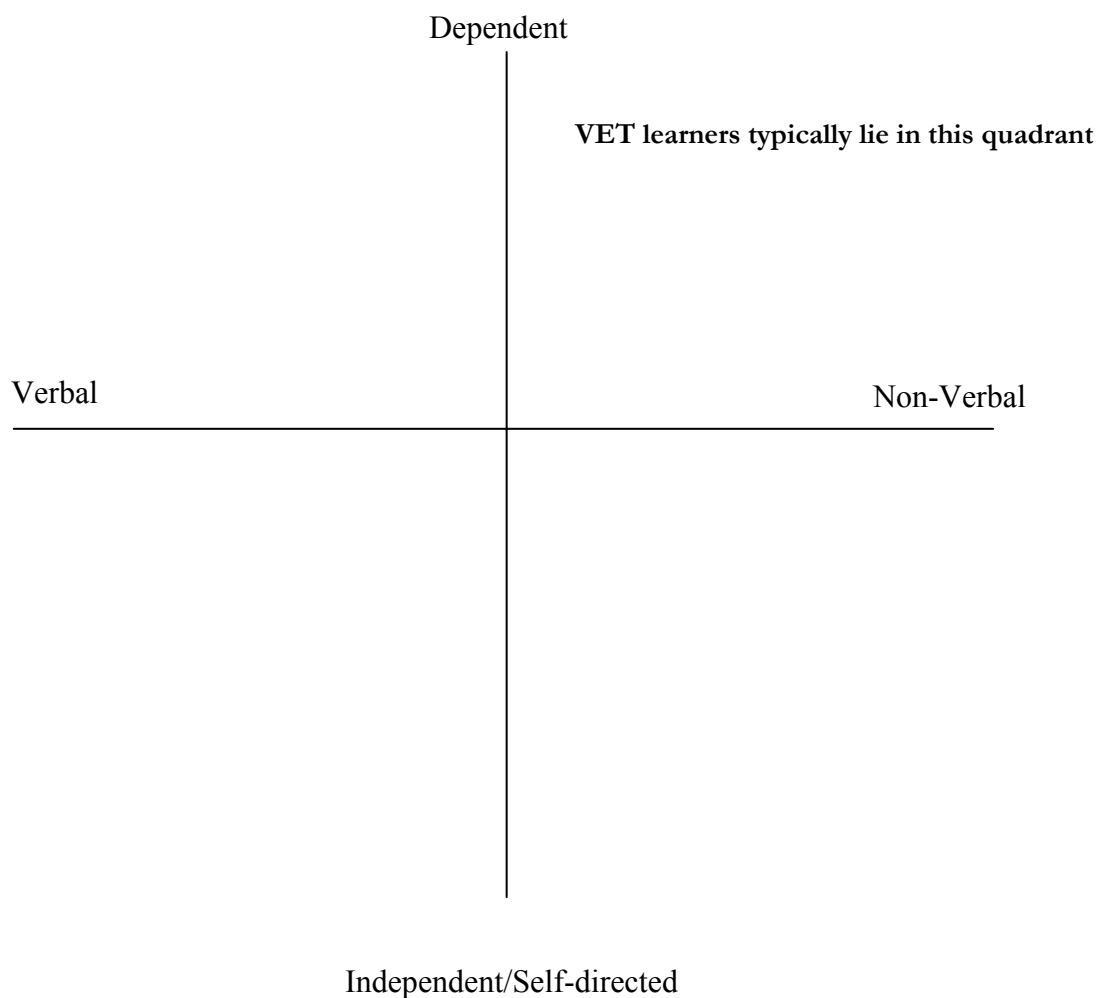 Dependent
VET learners typically lie in this quadrant
Verbal
Non-Verbal
Independent/Self-directed